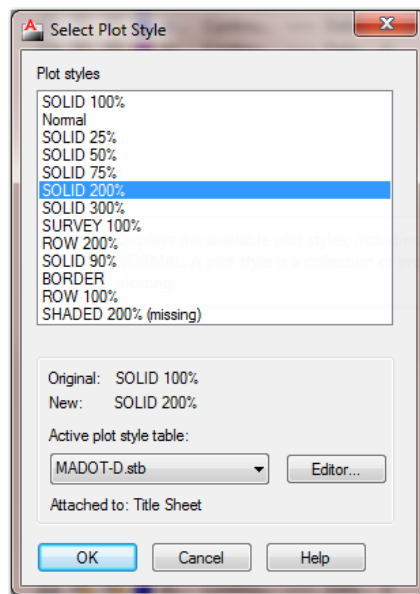 Select Plot Style
Plot styles
SOLID 100%
Normal
SOLID 25%
SOLID 50%
SOLID 75%
SOLID 200%
SOLID 300%
SURVEY 100%
ROW 200%
SOLID 90%
BORDER
ROW 100%
SHADED 200% (missing)
Original: SOLID 100%
New: SOLID 200%
Active plot style table:
MADOT-D.stb
Editor...
Attached to: Title Sheet
OK Cancel Help